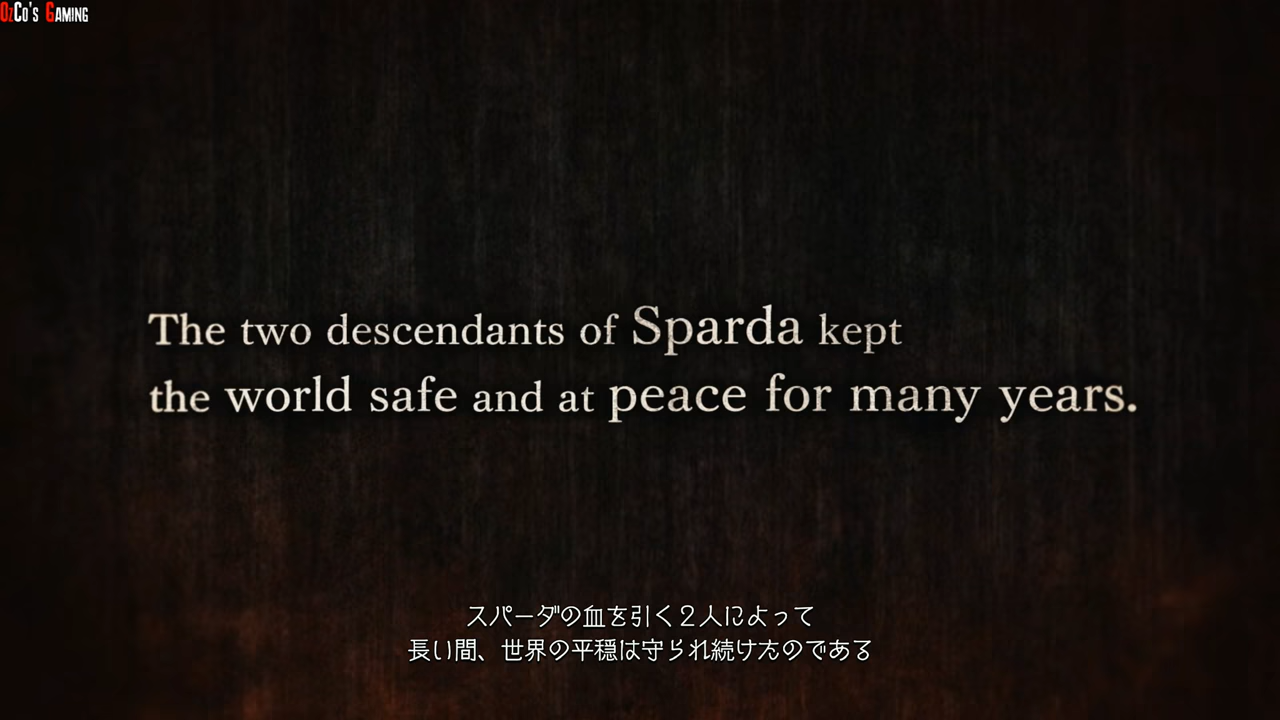 OzCo's Gaming
The two descendants of Sparda kept
the world safe and at peace for many years.
スパーダの血を引く２人によって
長い間、世界の平穏は守られ続けたのである